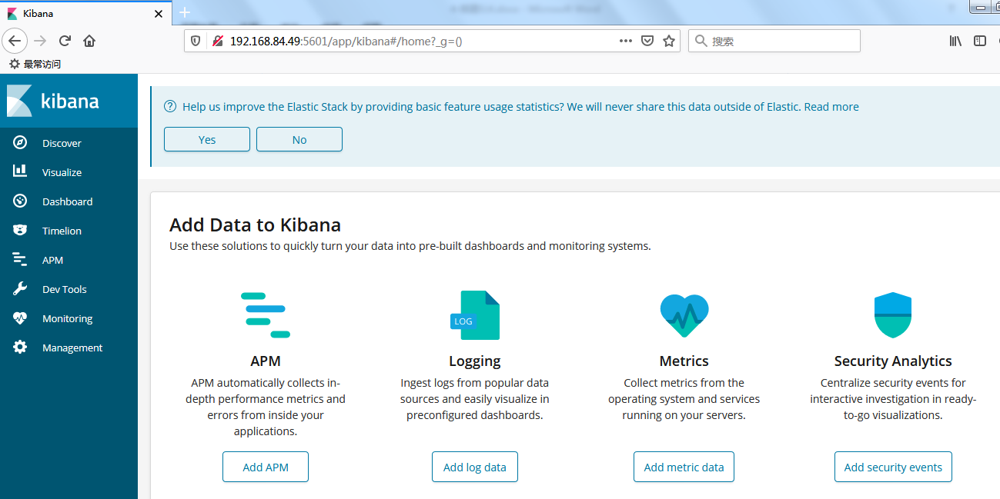 Kibana
192.168.84.49:5601/app/kibana#/home?_g=()
搜索
最常访问
kibana
Discover
Visualize
Dashboard
Timelion
APM
Dev Tools
Monitoring
Management
Help us improve the Elastic Stack by providing basic feature usage statistics? We will never share this data outside of Elastic. Read more
Yes
No
Add Data to Kibana
Use these solutions to quickly turn your data into pre-built dashboards and monitoring systems.
APM
APM automatically collects in-
depth performance metrics and
errors from inside your
applications.
Add APM
LOG
Logging
Ingest logs from popular data
sources and easily visualize in
preconfigured dashboards.
Add log data
Metrics
Collect metrics from the
operating system and services
running on your servers.
Add metric data
Security Analytics
Centralize security events for
interactive investigation in ready-
to-go visualizations.
Add security events